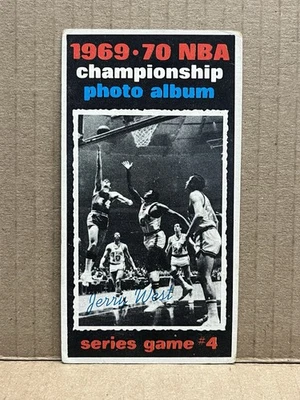 1969-70 NBA
championship
photo album
Jerry West
series game #4